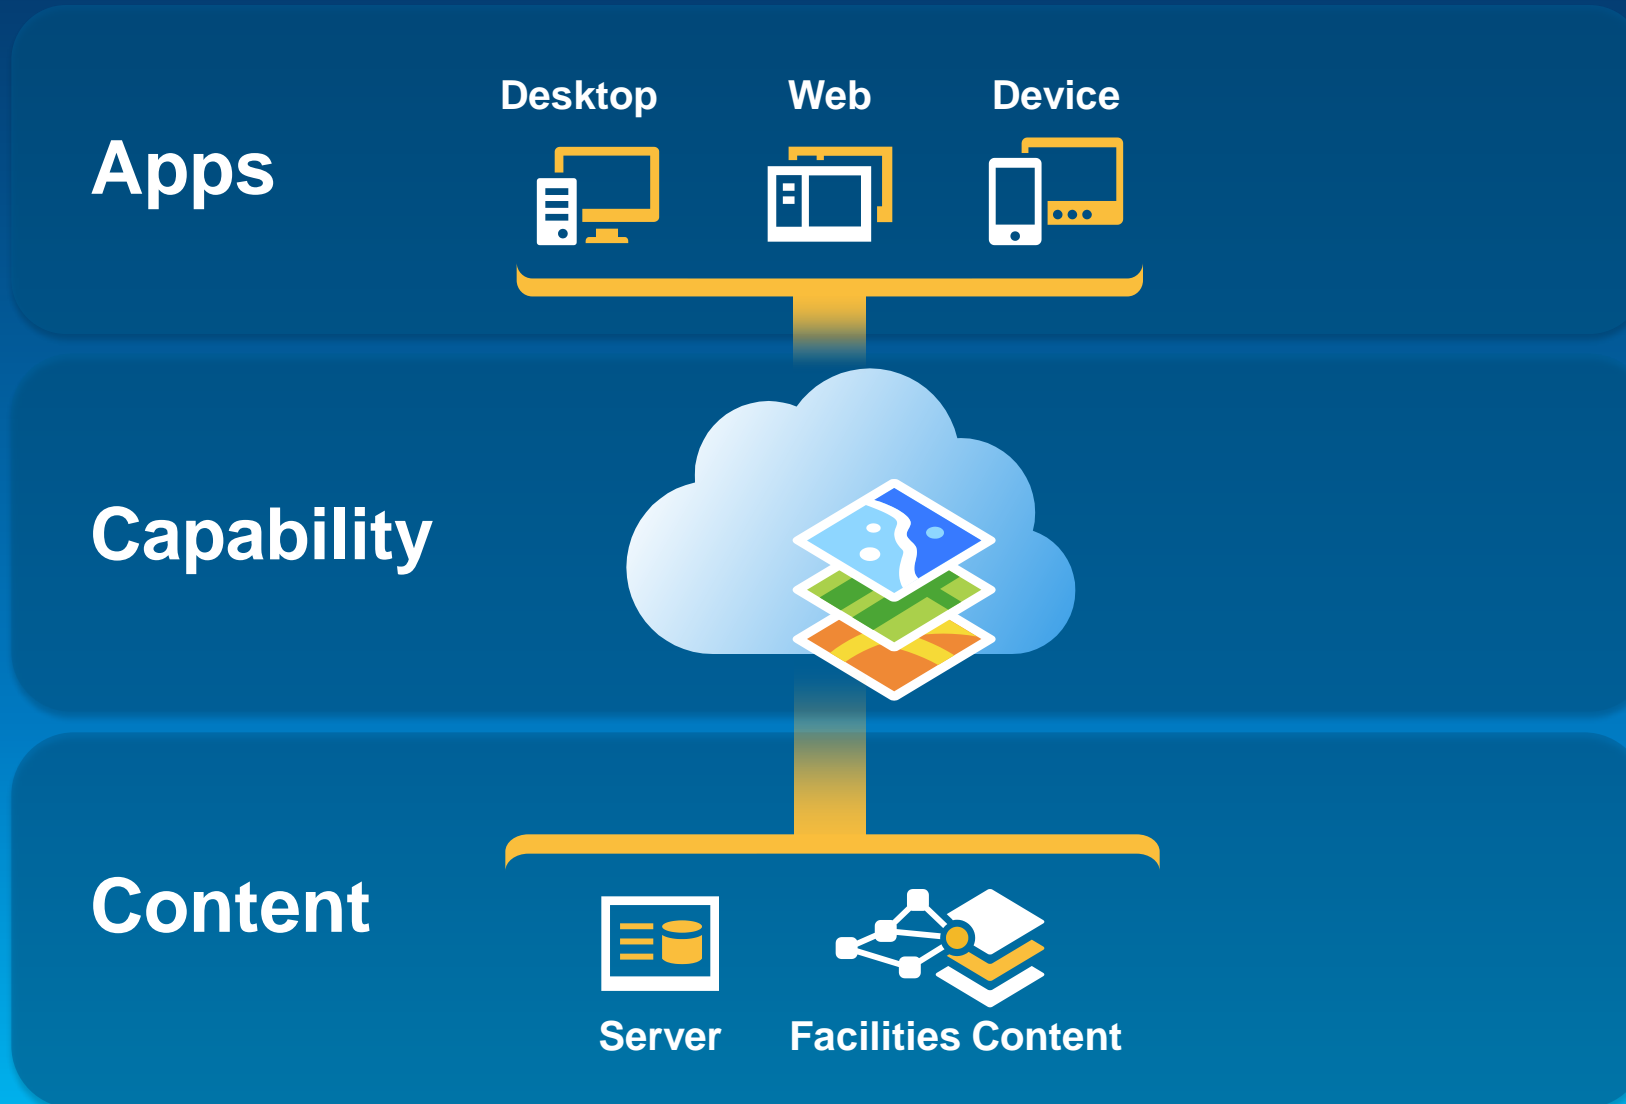 Desktop Web Device
Apps
Capability
Content
Server Facilities Content